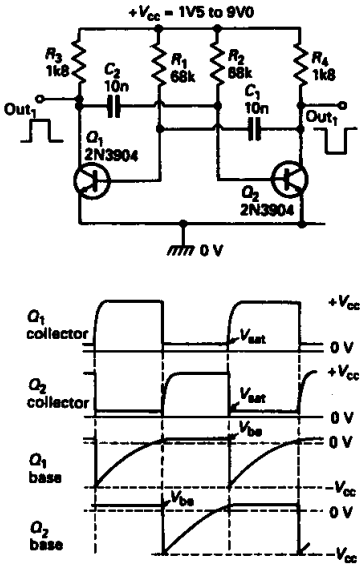 +Vcc = 1V5 to 9V0
R3
1k8
C2
10n
R1
68k
R2
68k
C1
10n
R4
1k8
Out1
Out1
Q1
2N3904
Q2
2N3904
0 V
Q1
collector
+Vcc
Vsat
0 V
Q2
collector
+Vcc
Vsat
0 V
Q1
base
Vbe
0 V
−Vcc
Q2
base
Vbe
0 V
−Vcc